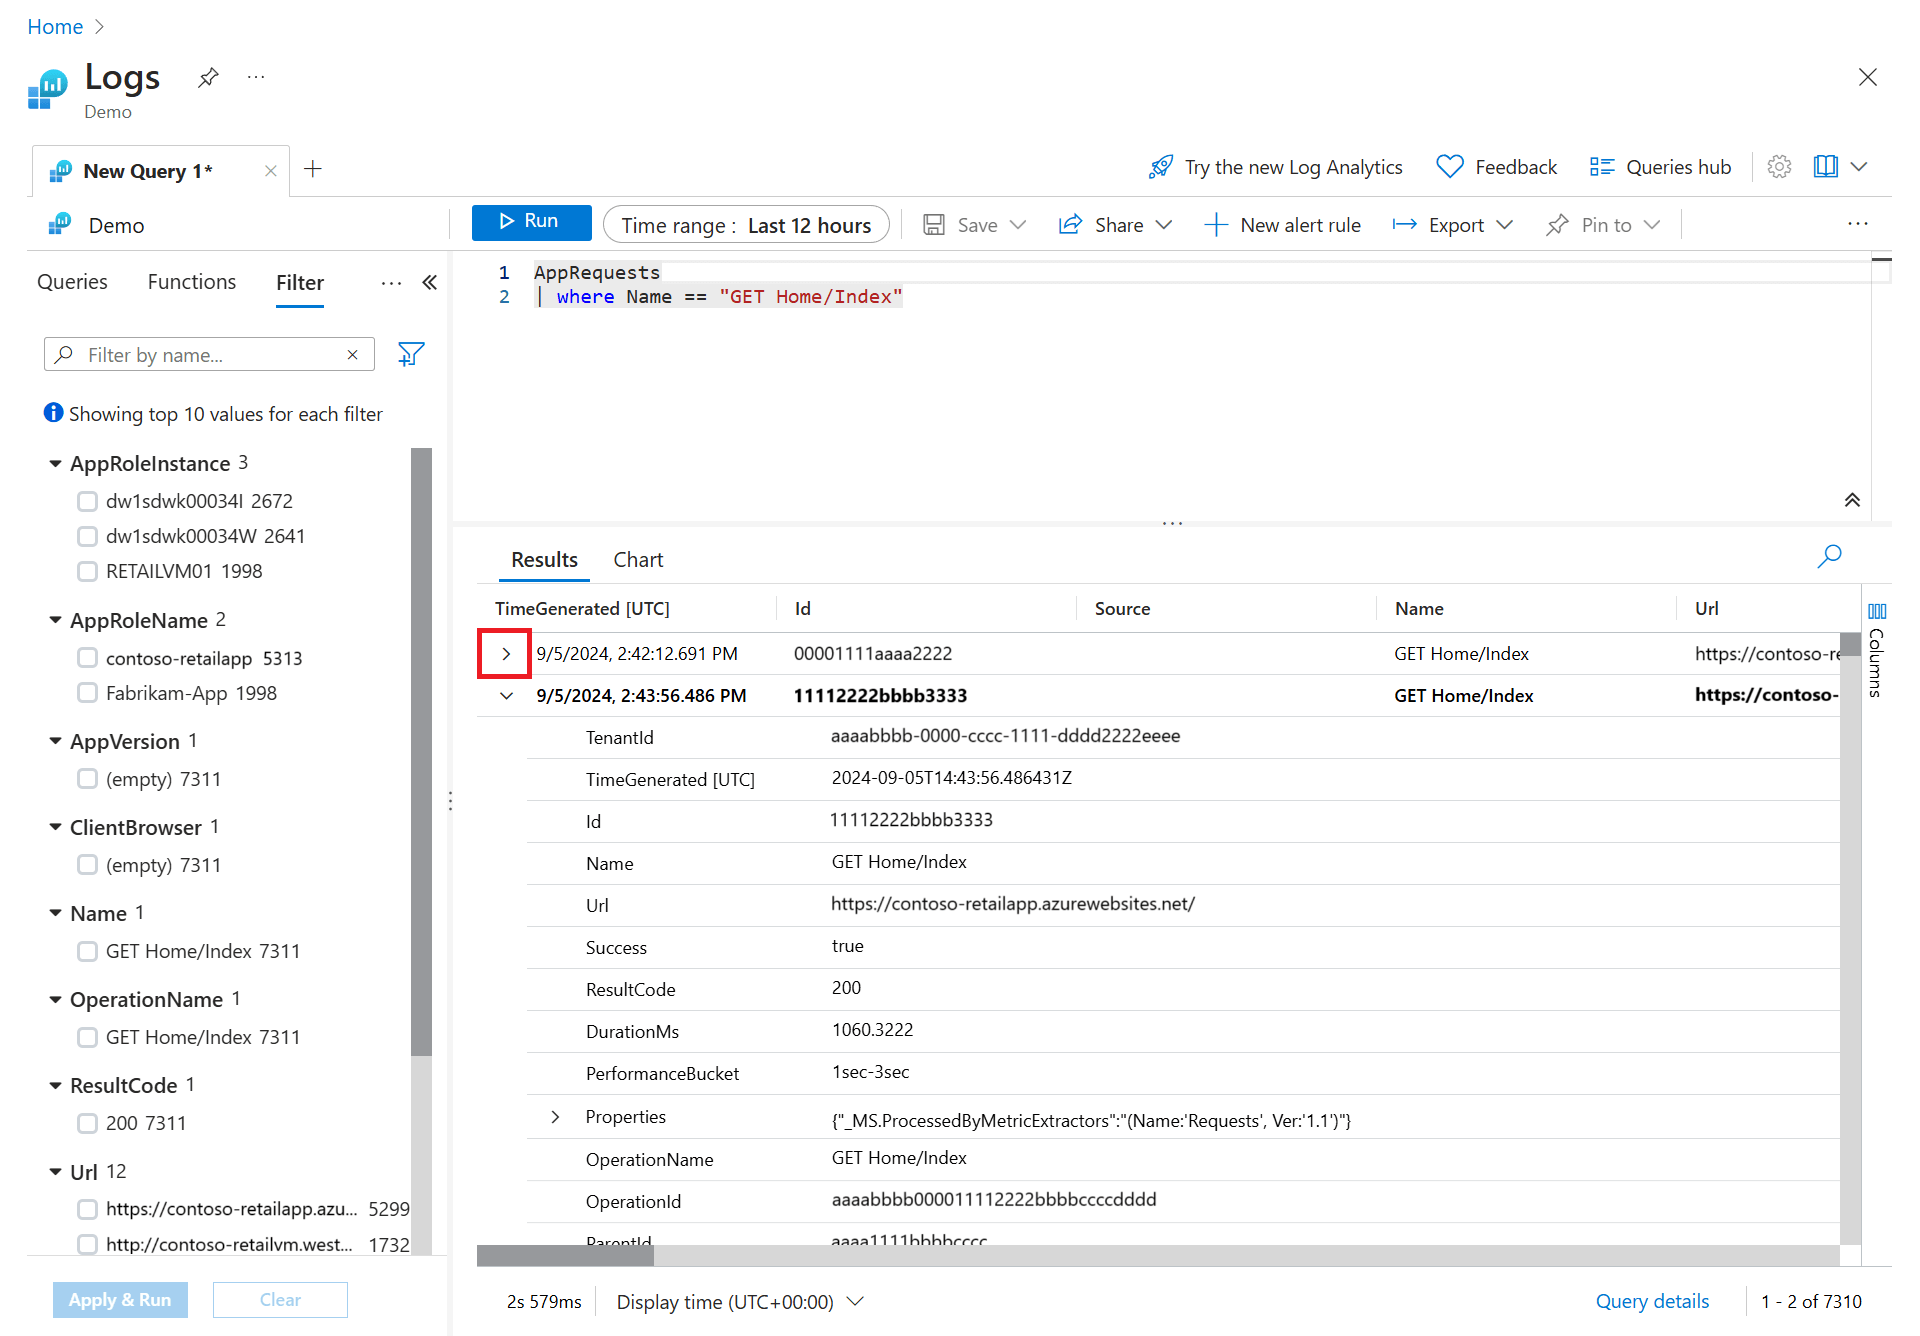 Home
Logs
Demo
New Query 1*
Try the new Log Analytics
Feedback
Queries hub
Demo
Run
Time range : Last 12 hours
Save
Share
New alert rule
Export
Pin to
Queries
Functions
Filter
1 AppRequests
2 | where Name == "GET Home/Index"
Filter by name...
Showing top 10 values for each filter
AppRoleInstance 3
dw1sdwk00034I 2672
dw1sdwk00034W 2641
RETAILVM01 1998
AppRoleName 2
contoso-retailapp 5313
Fabrikam-App 1998
AppVersion 1
(empty) 7311
ClientBrowser 1
(empty) 7311
Name 1
GET Home/Index 7311
OperationName 1
GET Home/Index 7311
ResultCode 1
200 7311
Url 12
https://contoso-retailapp.azu... 5299
http://contoso-retailvm.west... 1732
Apply & Run
Clear
Results
Chart
TimeGenerated [UTC] Id Source Name Url
9/5/2024, 2:42:12.691 PM 00001111aaaa2222 GET Home/Index https://contoso-re
9/5/2024, 2:43:56.486 PM 11112222bbbb3333 GET Home/Index https://contoso-
TenantId aaaabbbb-0000-cccc-1111-dddd2222eeee
TimeGenerated [UTC] 2024-09-05T14:43:56.486431Z
Id 11112222bbbb3333
Name GET Home/Index
Url https://contoso-retailapp.azurewebsites.net/
Success true
ResultCode 200
DurationMs 1060.3222
PerformanceBucket 1sec-3sec
Properties {"_MS.ProcessedByMetricExtractors":"(Name:'Requests', Ver:'1.1')"}
OperationName GET Home/Index
OperationId aaaabbbb000011112222bbbbccccdddd
ParentId aaaa1111bbbbcccc
Columns
2s 579ms
Display time (UTC+00:00)
Query details
1 - 2 of 7310